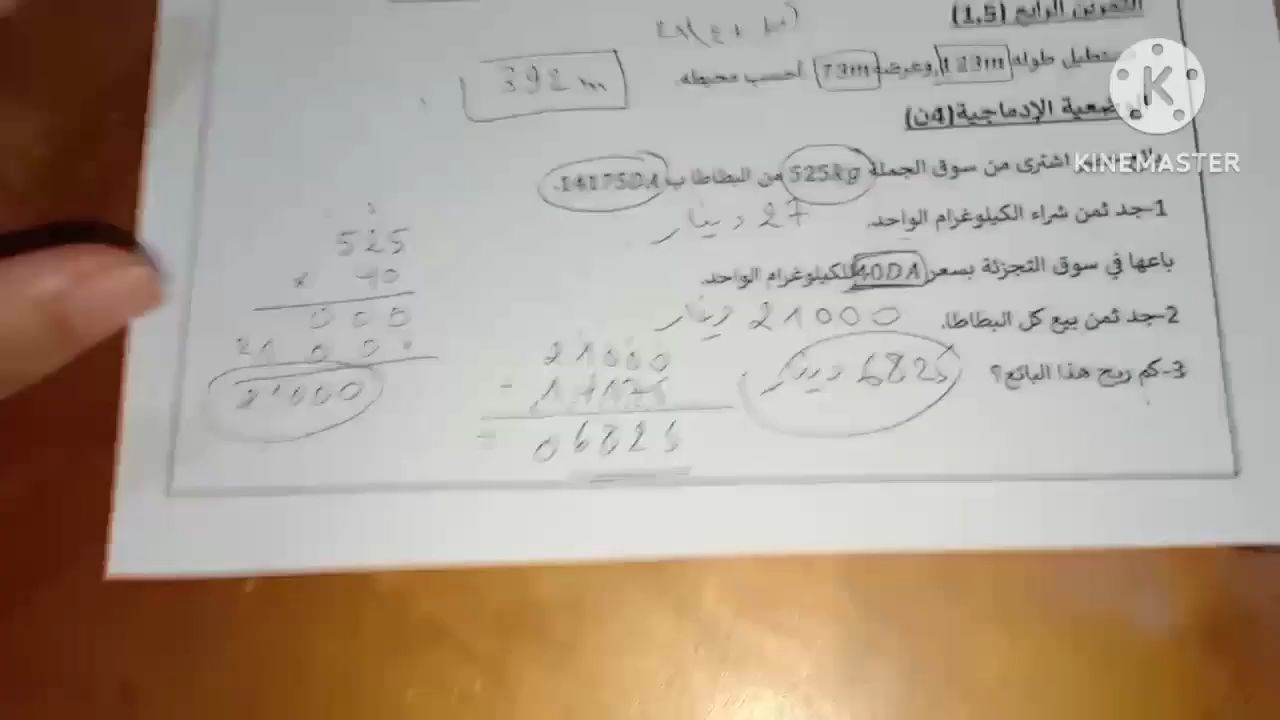 التمرين الرابع (1,5)
مستطيل طوله 123m وعرضه 73m أحسب محيطه.
392 m
الوضعية الإدماجية (4ن)
اشترى من سوق الجملة 525kg من البطاطا ب 14175DA.
1-جد ثمن شراء الكيلوغرام الواحد.
27 دينار
باعها في سوق التجزئة بسعر 40DA للكيلوغرام الواحد.
2-جد ثمن بيع كل البطاطا.
21000 دينار
3-كم ربح هذا البائع؟
6825 دينار
525
× 40
000
2100.
21000
21000
- 14175
= 06825
KINEMASTER